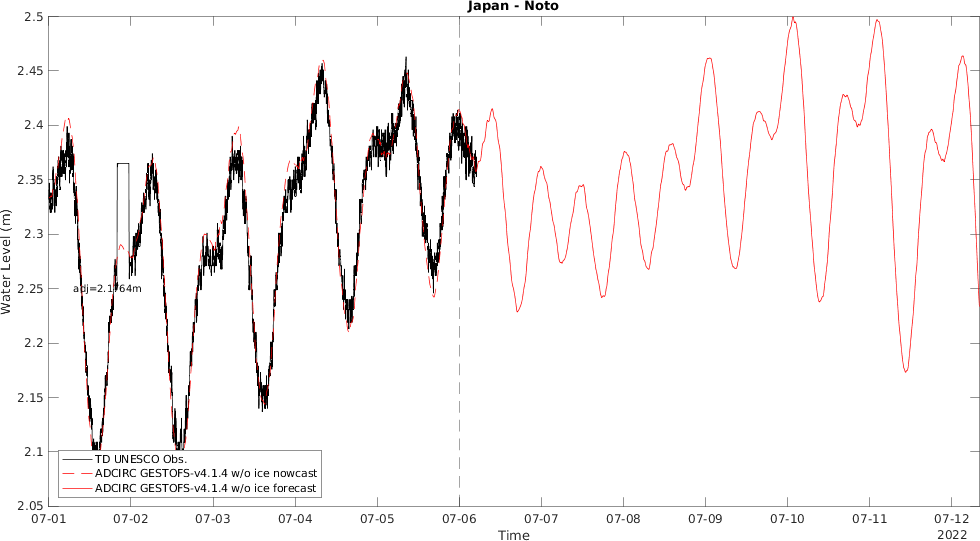 Japan - Noto
2.5
2.45
2.4
2.35
2.3
2.25
2.2
2.15
2.1
2.05
Water Level (m)
adj=2.1764m
TD UNESCO Obs.
ADCIRC GESTOFS-v4.1.4 w/o ice nowcast
ADCIRC GESTOFS-v4.1.4 w/o ice forecast
07-01 07-02 07-03 07-04 07-05 07-06 07-07 07-08 07-09 07-10 07-11 07-12
Time
2022